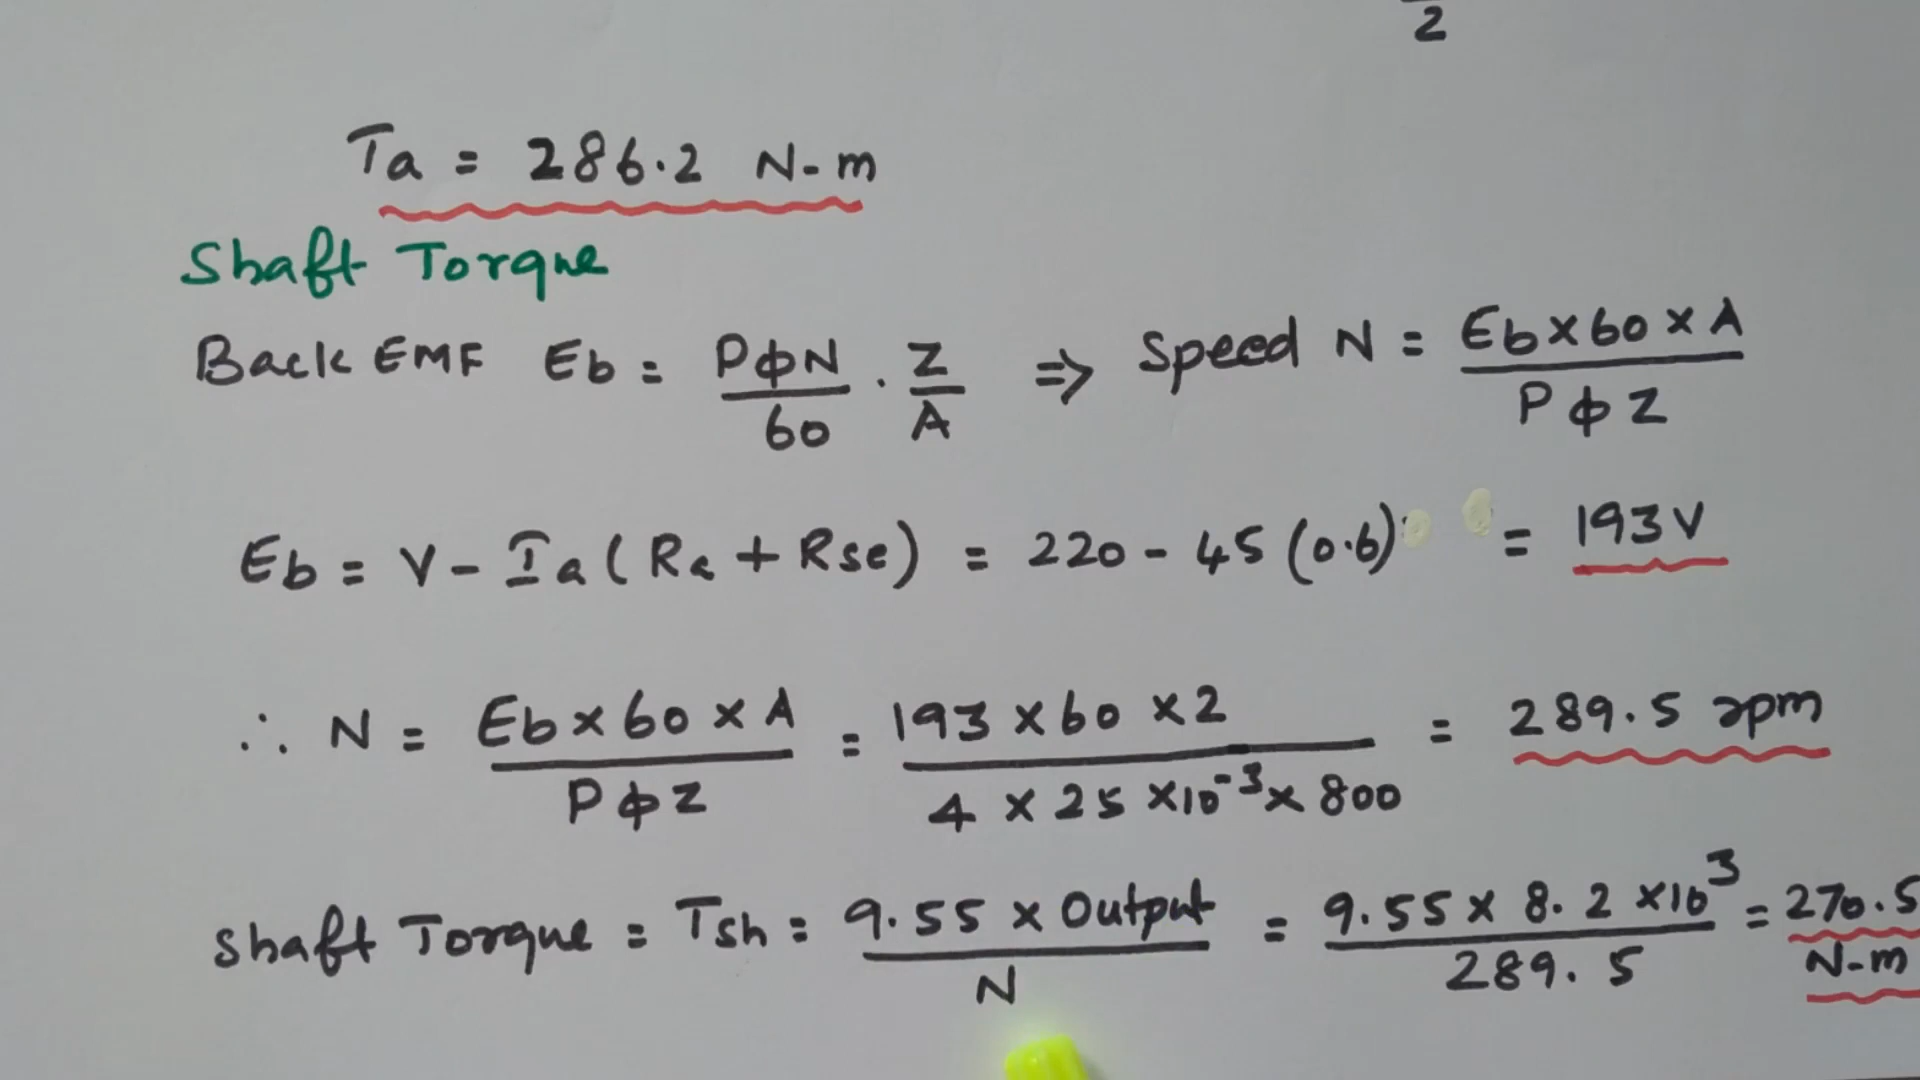 2
Ta = 286.2 N-m
Shaft Torque
Back EMF Eb = PϕN/60 . Z/A ⇒ Speed N = Eb×60×A/PϕZ
Eb = V - Ia(Ra + Rse) = 220 - 45(0.6) = 193V
∴ N = Eb×60×A/PϕZ = 193×60×2/4×25×10⁻³×800 = 289.5 rpm
Shaft Torque = Tsh = 9.55×Output/N = 9.55×8.2×10³/289.5 = 270.5 N-m